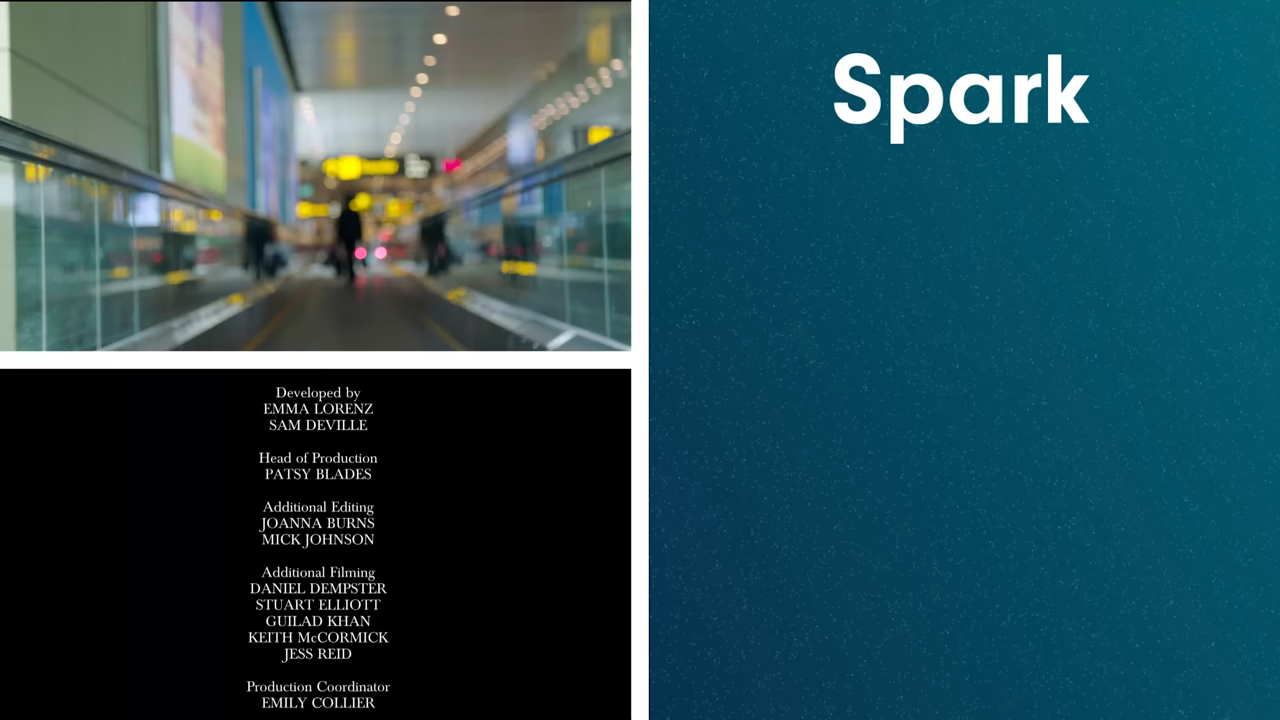 Spark
Developed by
EMMA LORENZ
SAM DEVILLE
Head of Production
PATSY BLADES
Additional Editing
JOANNA BURNS
MICK JOHNSON
Additional Filming
DANIEL DEMPSTER
STUART ELLIOTT
GUILAD KHAN
KEITH McCORMICK
JESS REID
Production Coordinator
EMILY COLLIER